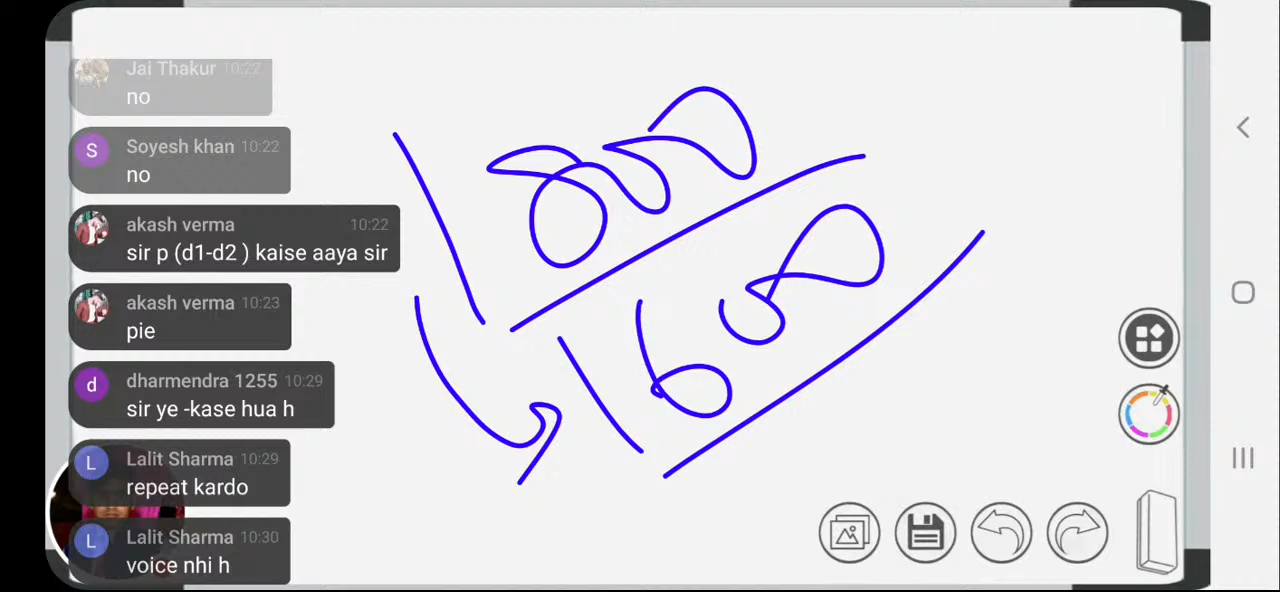 Jai Thakur 10:22
no
S
Soyesh khan 10:22
no
akash verma 10:22
sir p (d1-d2 ) kaise aaya sir
akash verma 10:23
pie
d
dharmendra 1255 10:29
sir ye -kase hua h
L
Lalit Sharma 10:29
repeat kardo
L
Lalit Sharma 10:30
voice nhi h